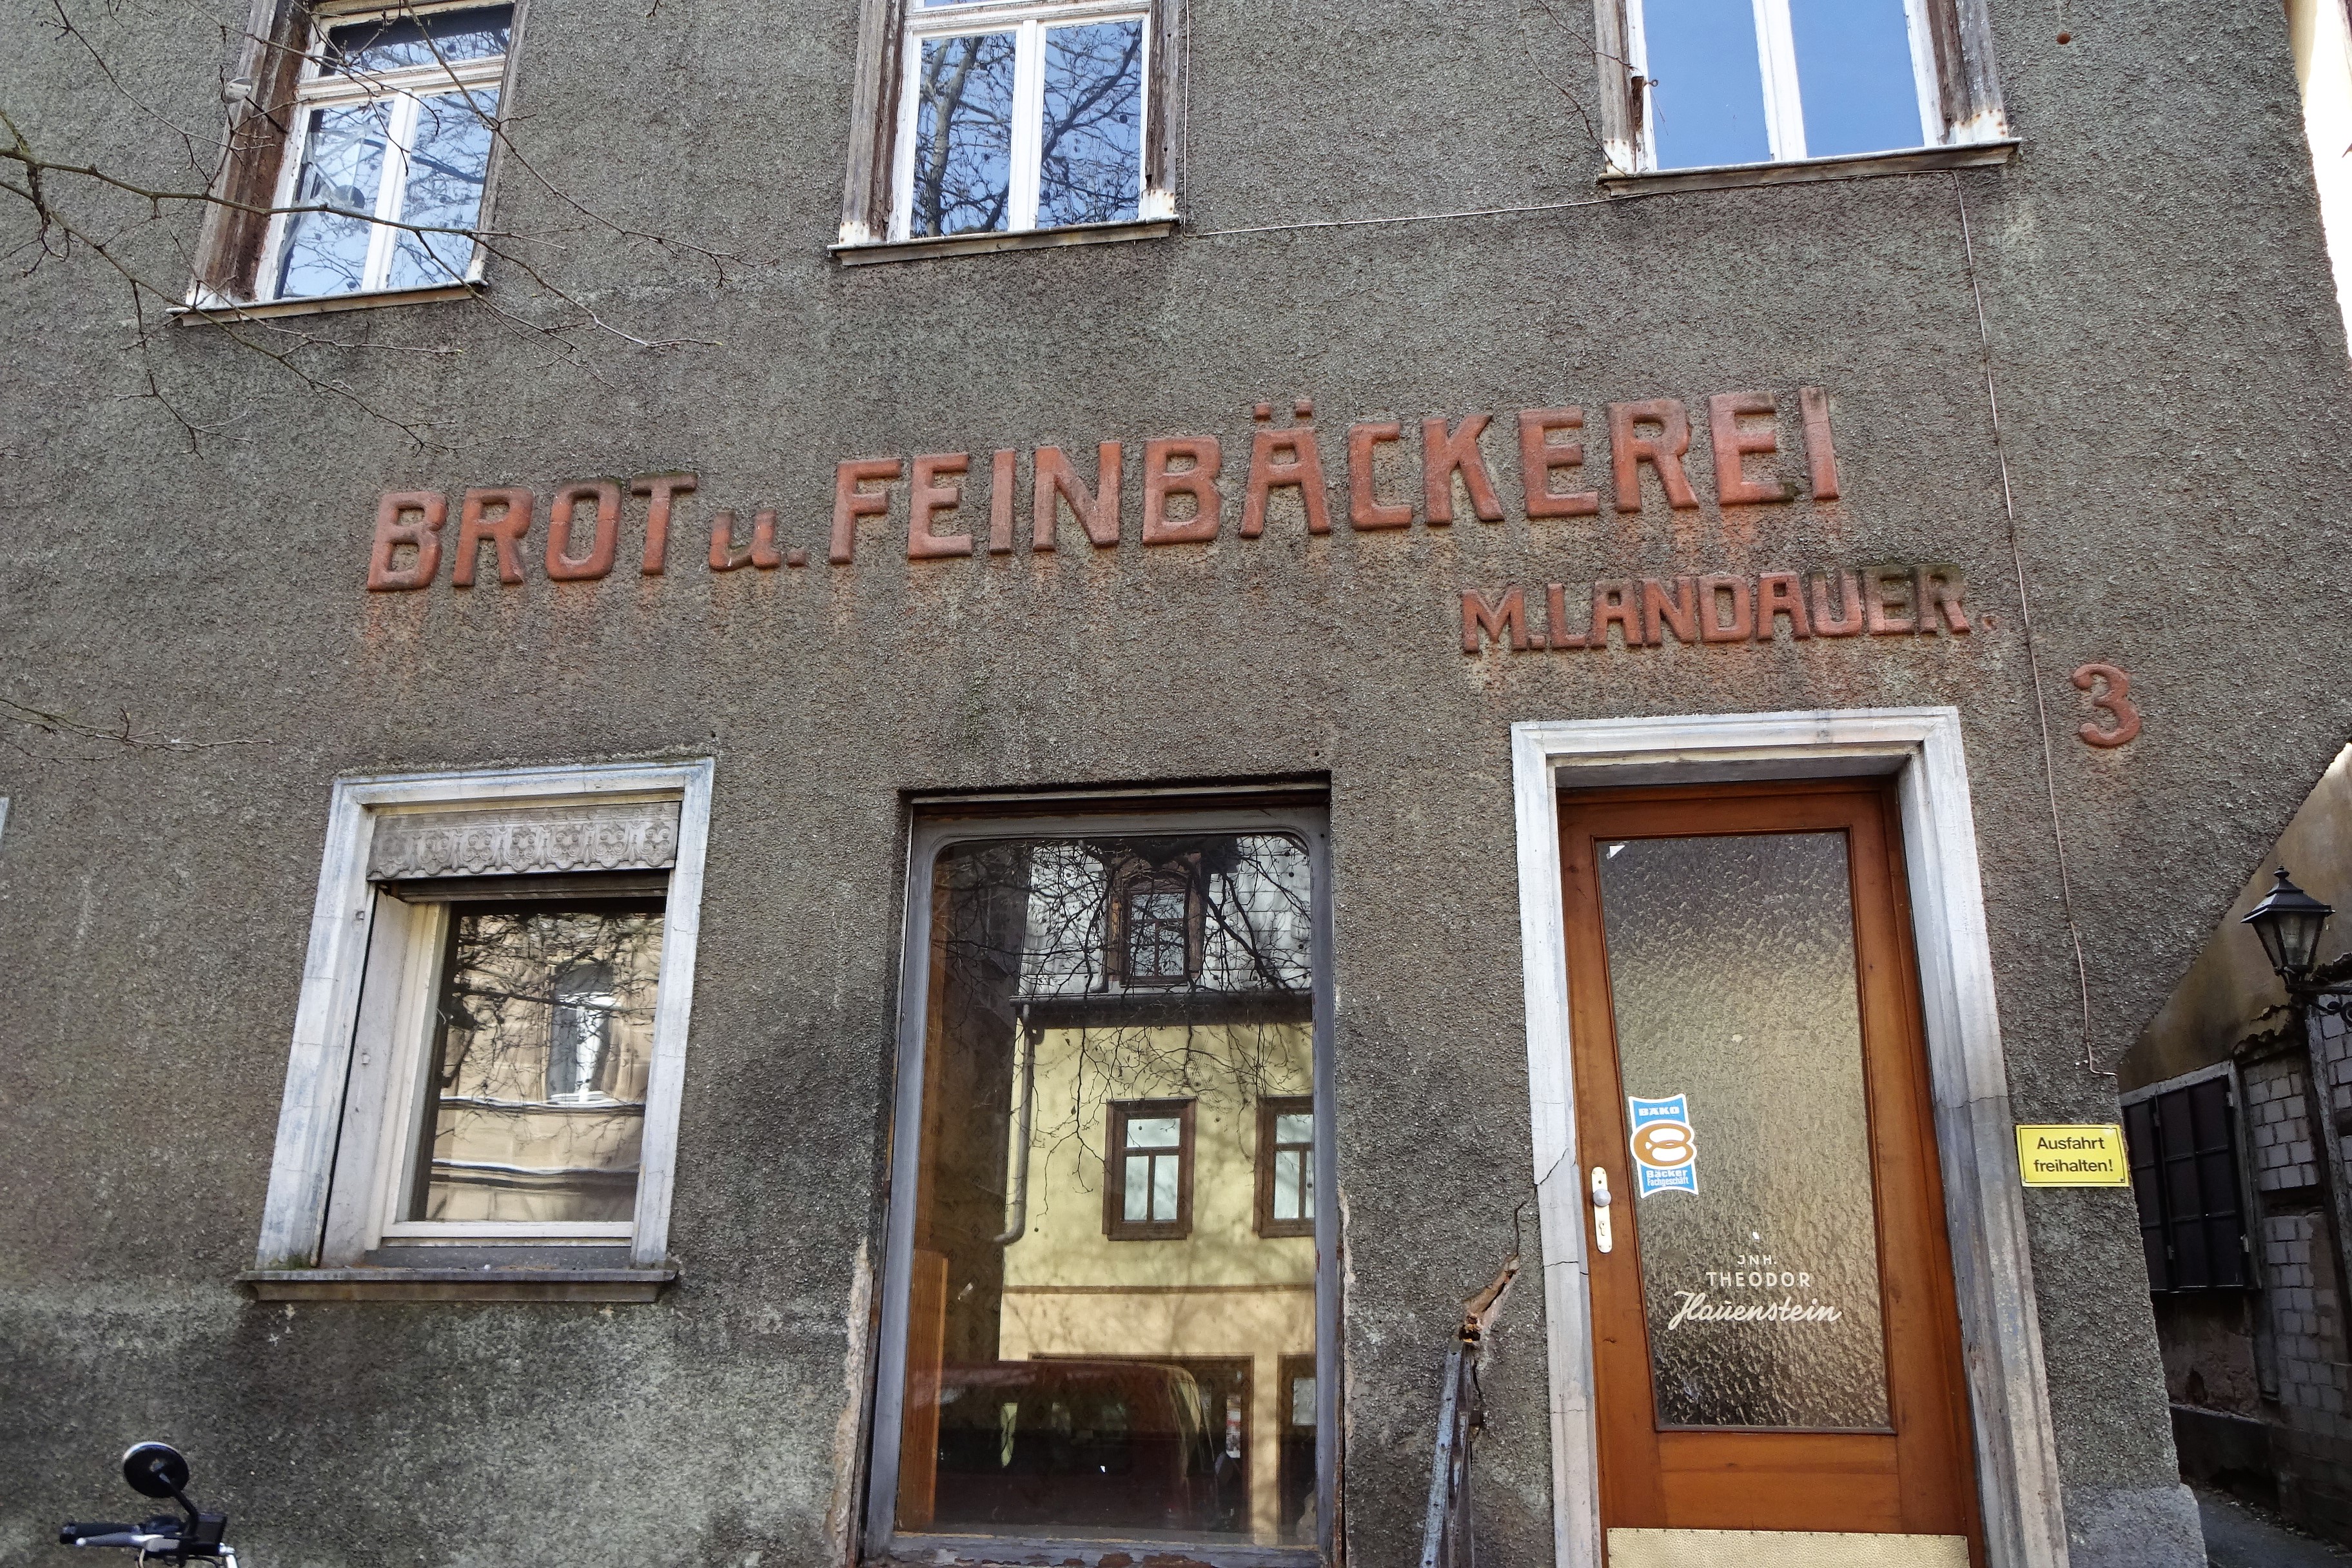 BROT u. FEINBÄCKEREI
M. LANDAUER.
3
BÄKO
Bäcker
Fachgeschäft
Ausfahrt
freihalten!
JNH.
THEODOR
Hauenstein